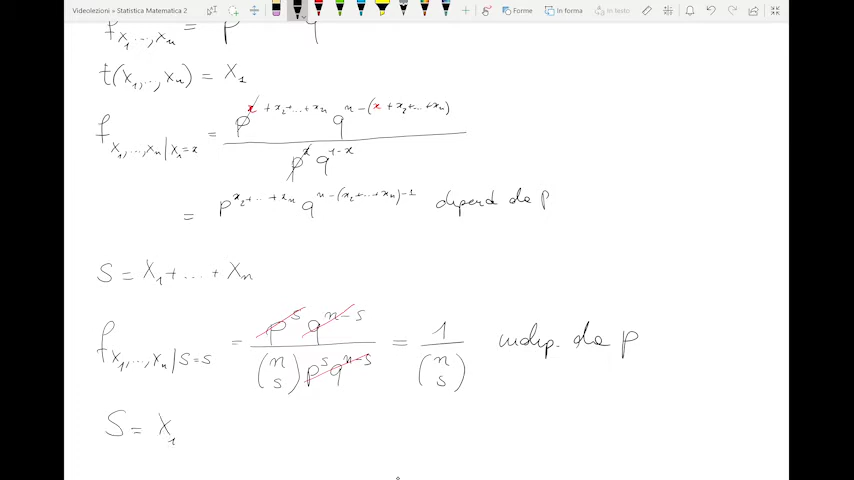 Videolezioni » Statistica Matematica 2
Forme
In forma
In testo
f_{X_1,...,X_n} = p q
t(X_1,..,X_n) = X_1
f_{X_1,...,X_n|X_1=x} = p^{x+x_2+...+x_n} q^{n-(x+x_2+...+x_n)} / p^x q^{1-x}
= p^{x_2+...+x_n} q^{n-(x_2+...+x_n)-1} dipende da p
S = X_1 + ... + X_n
f_{X_1,...,X_n|S=s} = p^s q^{n-s} / \binom{n}{s} p^s q^{n-s} = 1 / \binom{n}{s} indip. da p
S = X_1